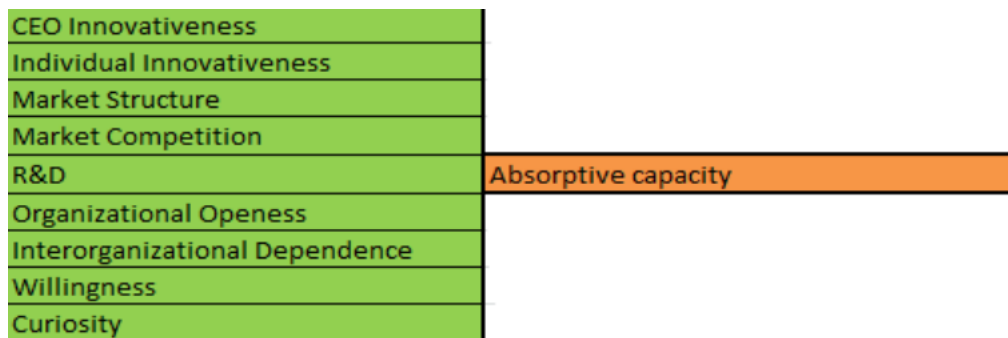 CEO Innovativeness
Individual Innovativeness
Market Structure
Market Competition
R&D
Absorptive capacity
Organizational Openess
Interorganizational Dependence
Willingness
Curiosity